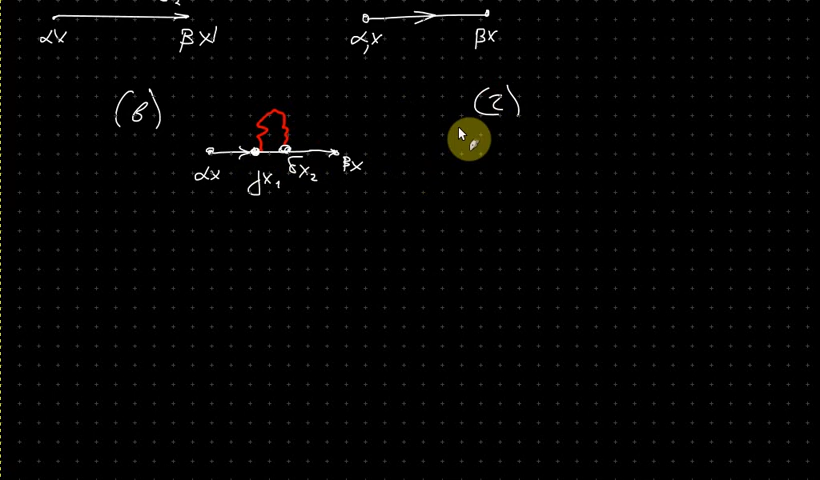 αx βx' α,x βx
(в) (г)
αx γx₁ δx₂ βx